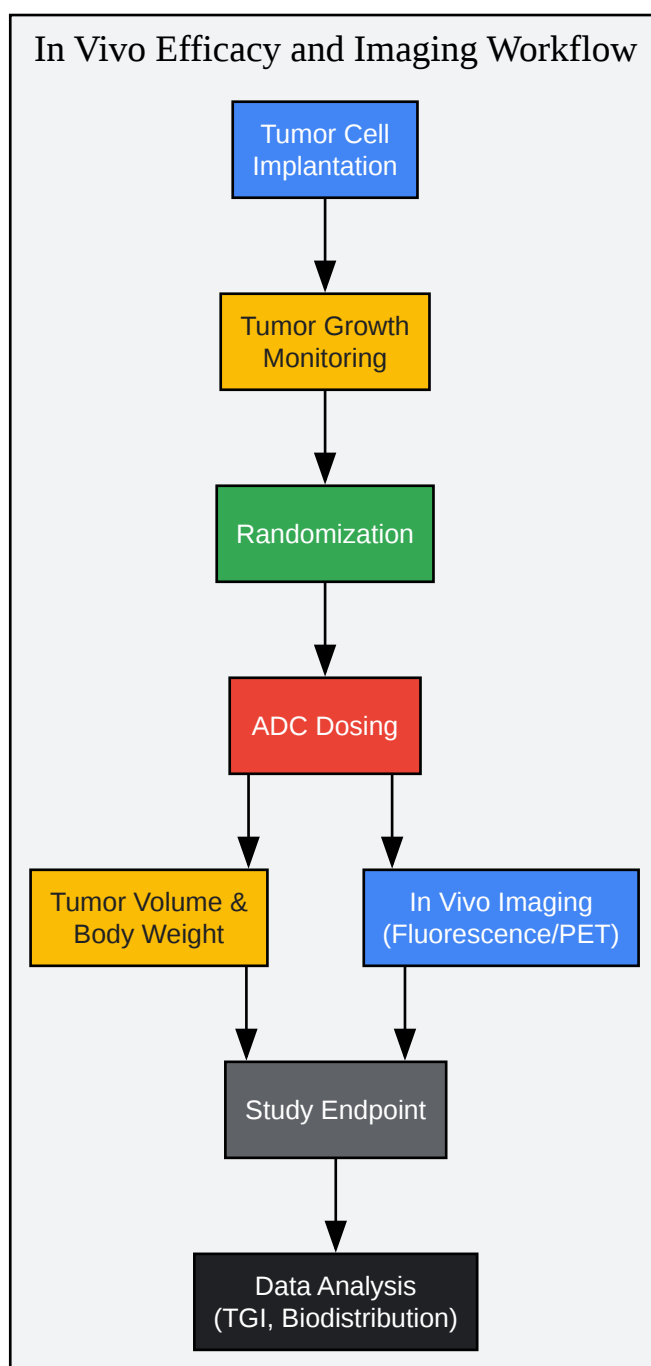 In Vivo Efficacy and Imaging Workflow
Tumor Cell
Implantation
Tumor Growth
Monitoring
Randomization
ADC Dosing
Tumor Volume &
Body Weight
In Vivo Imaging
(Fluorescence/PET)
Study Endpoint
Data Analysis
(TGI, Biodistribution)